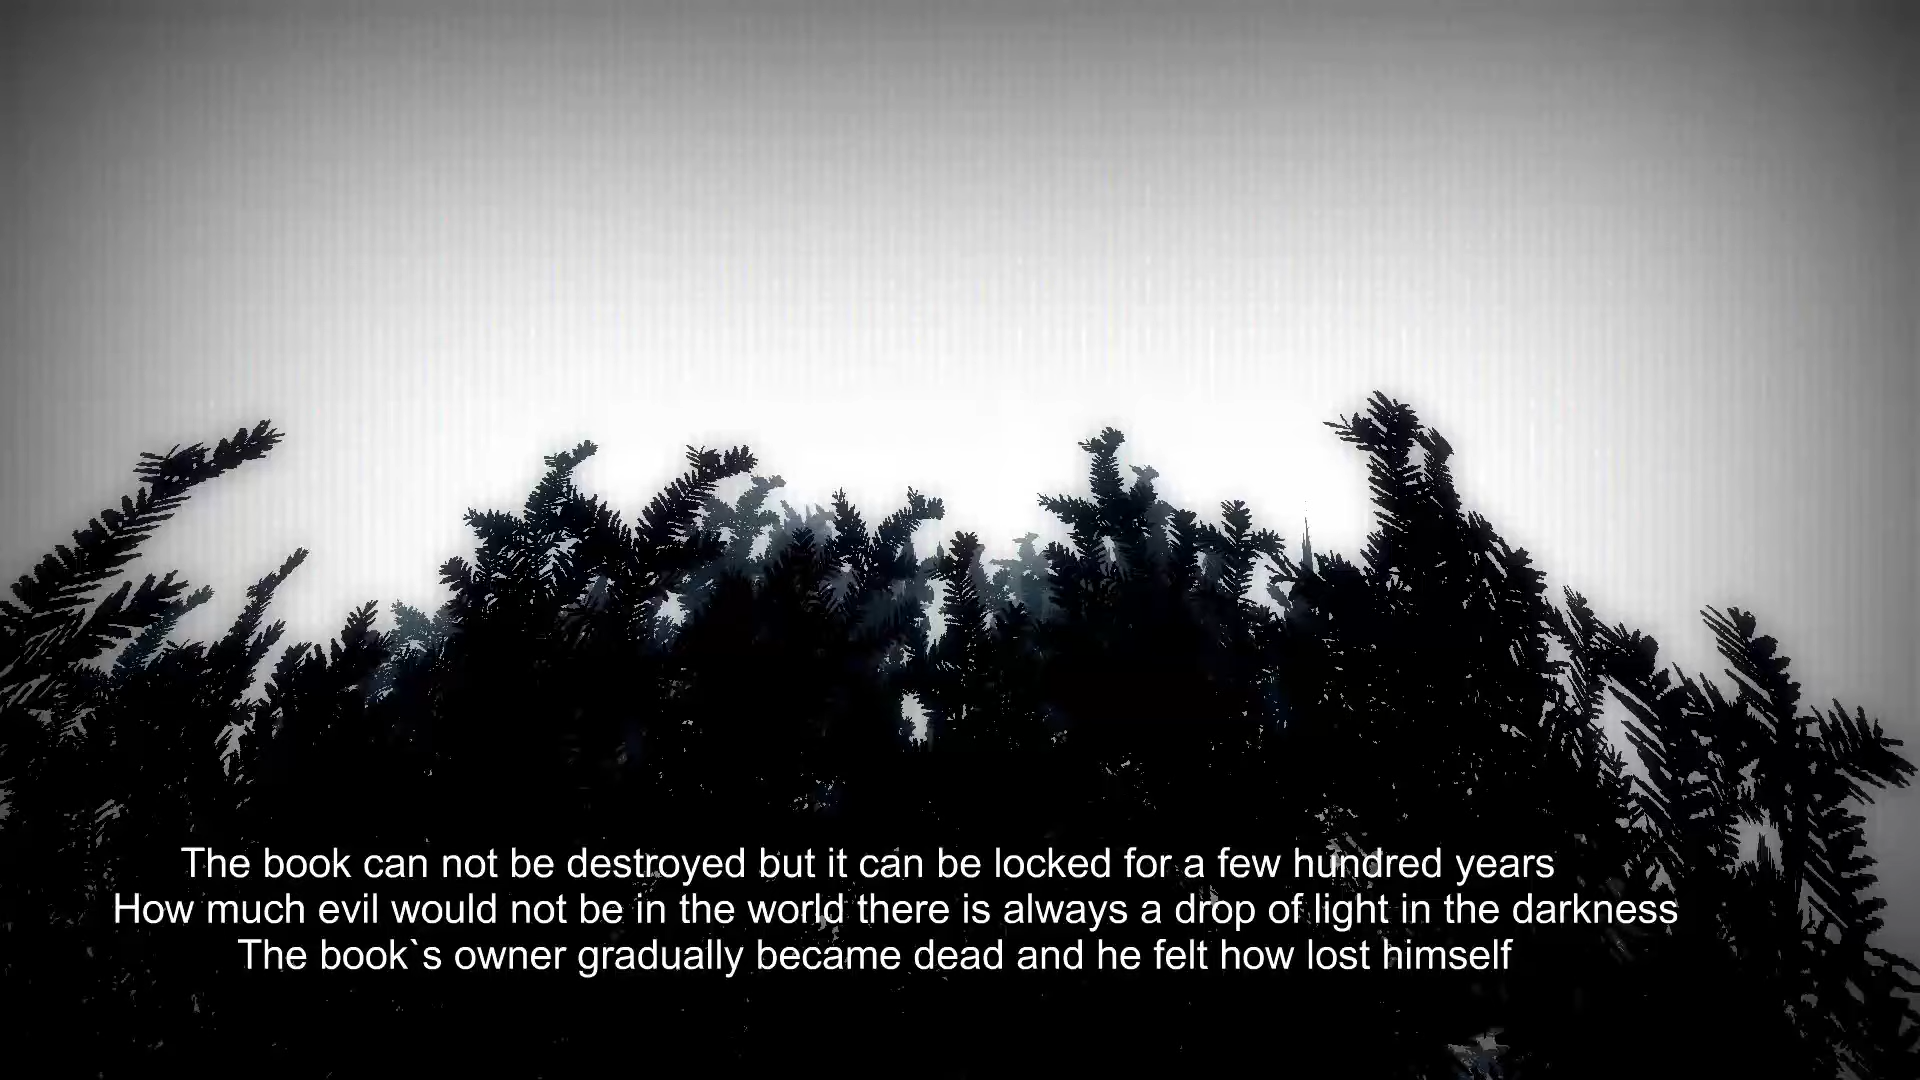 The book can not be destroyed but it can be locked for a few hundred years
How much evil would not be in the world there is always a drop of light in the darkness
The book`s owner gradually became dead and he felt how lost himself